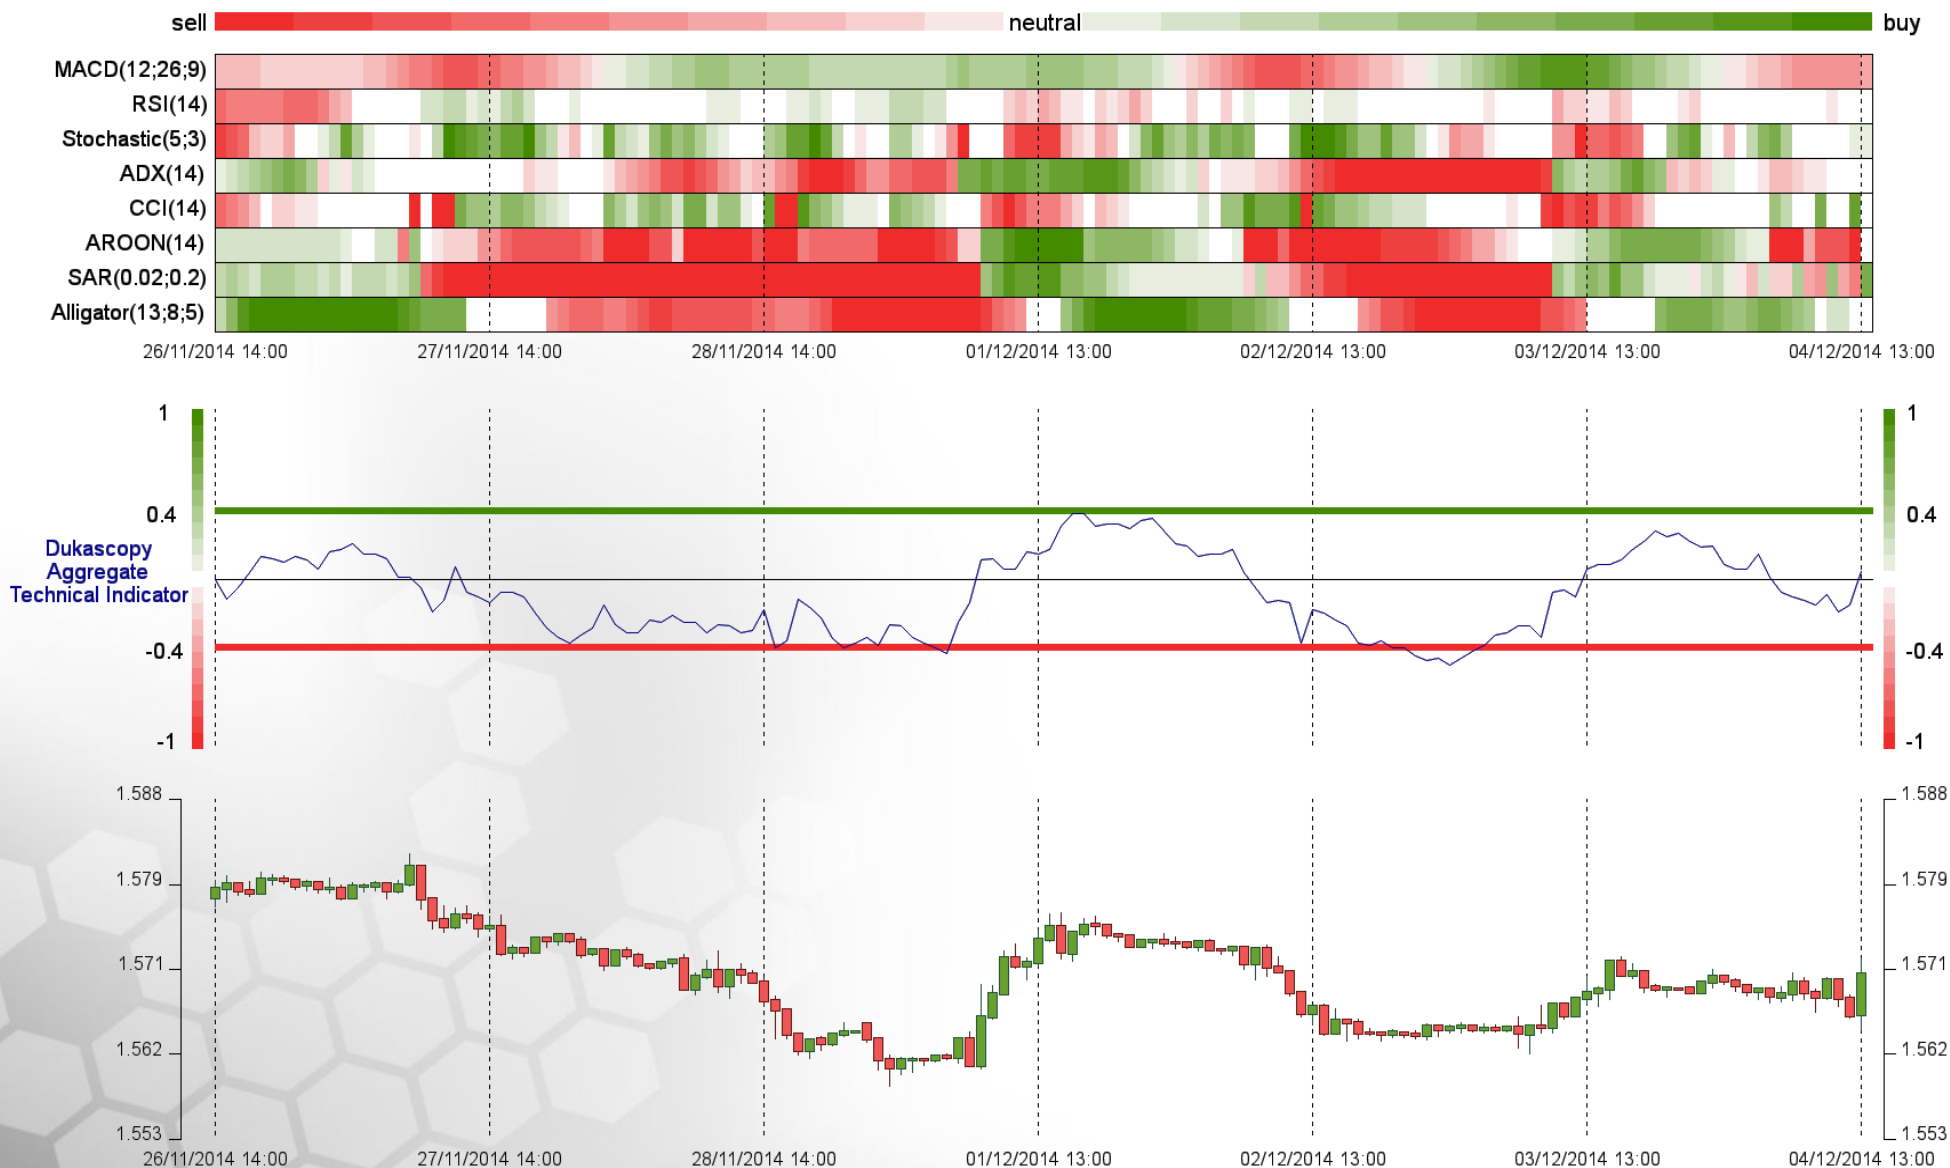 sell neutral buy
MACD(12;26;9)
RSI(14)
Stochastic(5;3)
ADX(14)
CCI(14)
AROON(14)
SAR(0.02;0.2)
Alligator(13;8;5)
26/11/2014 14:00 27/11/2014 14:00 28/11/2014 14:00 01/12/2014 13:00 02/12/2014 13:00 03/12/2014 13:00 04/12/2014 13:00
1 1
0.4 0.4
Dukascopy
Aggregate
Technical Indicator
-0.4 -0.4
-1 -1
1.588 1.588
1.579 1.579
1.571 1.571
1.562 1.562
1.553 1.553
26/11/2014 14:00 27/11/2014 14:00 28/11/2014 14:00 01/12/2014 13:00 02/12/2014 13:00 03/12/2014 13:00 04/12/2014 13:00